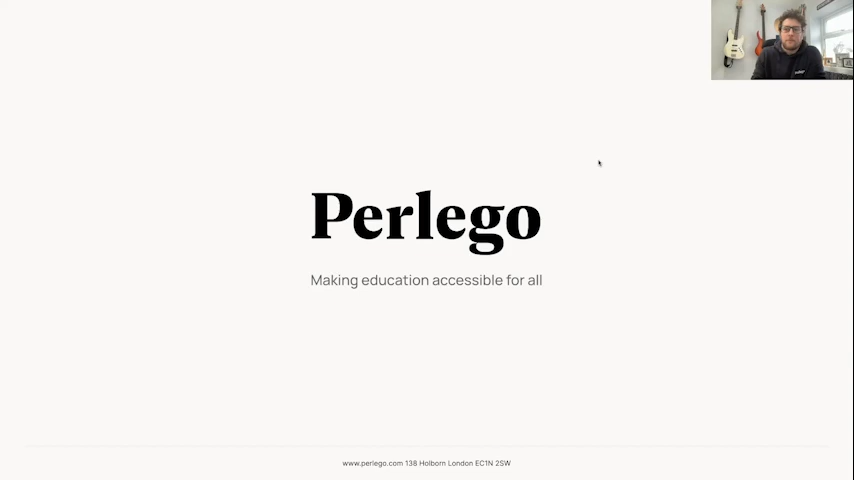 Perlego
Making education accessible for all
www.perlego.com 138 Holborn London EC1N 2SW